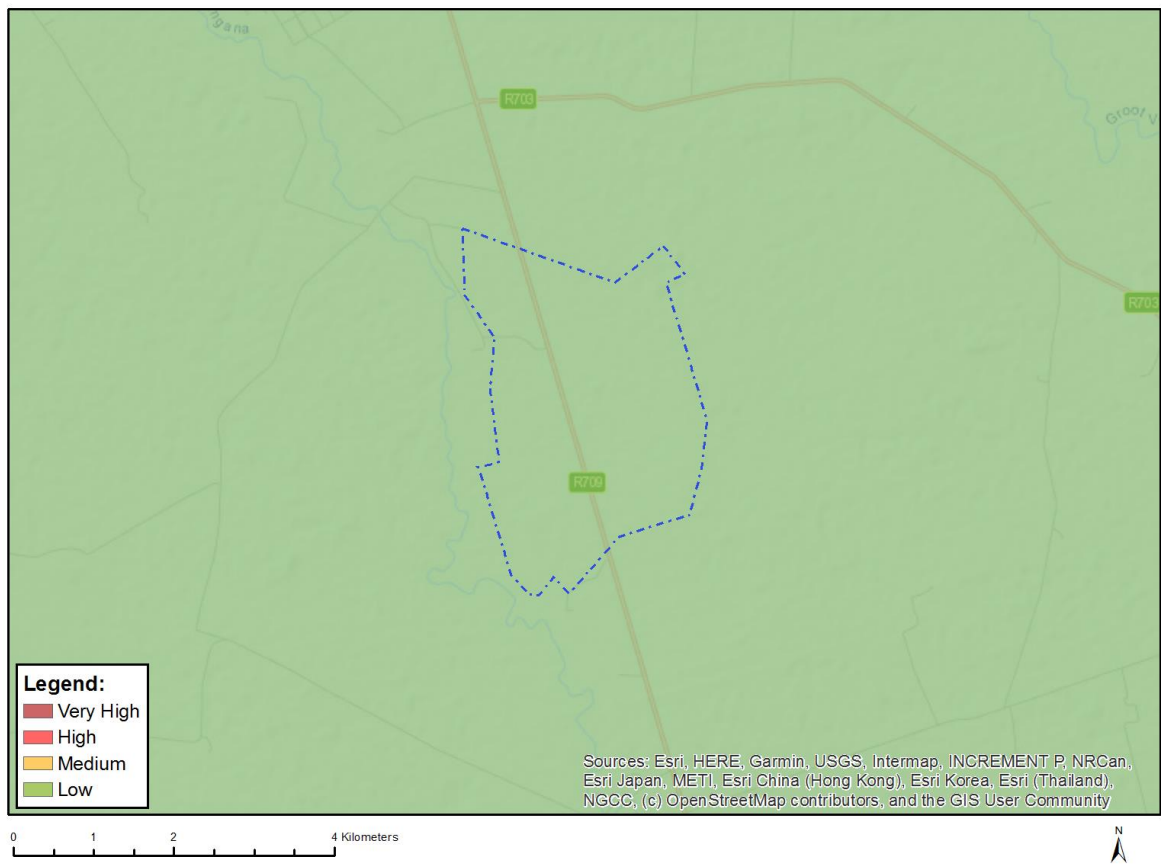 ngana
R703
Groot V
R703
R709
Legend:
Very High
High
Medium
Low
Sources: Esri, HERE, Garmin, USGS, Intermap, INCREMENT P, NRCan,
Esri Japan, METI, Esri China (Hong Kong), Esri Korea, Esri (Thailand),
NGCC, (c) OpenStreetMap contributors, and the GIS User Community
0 1 2 4 Kilometers
N